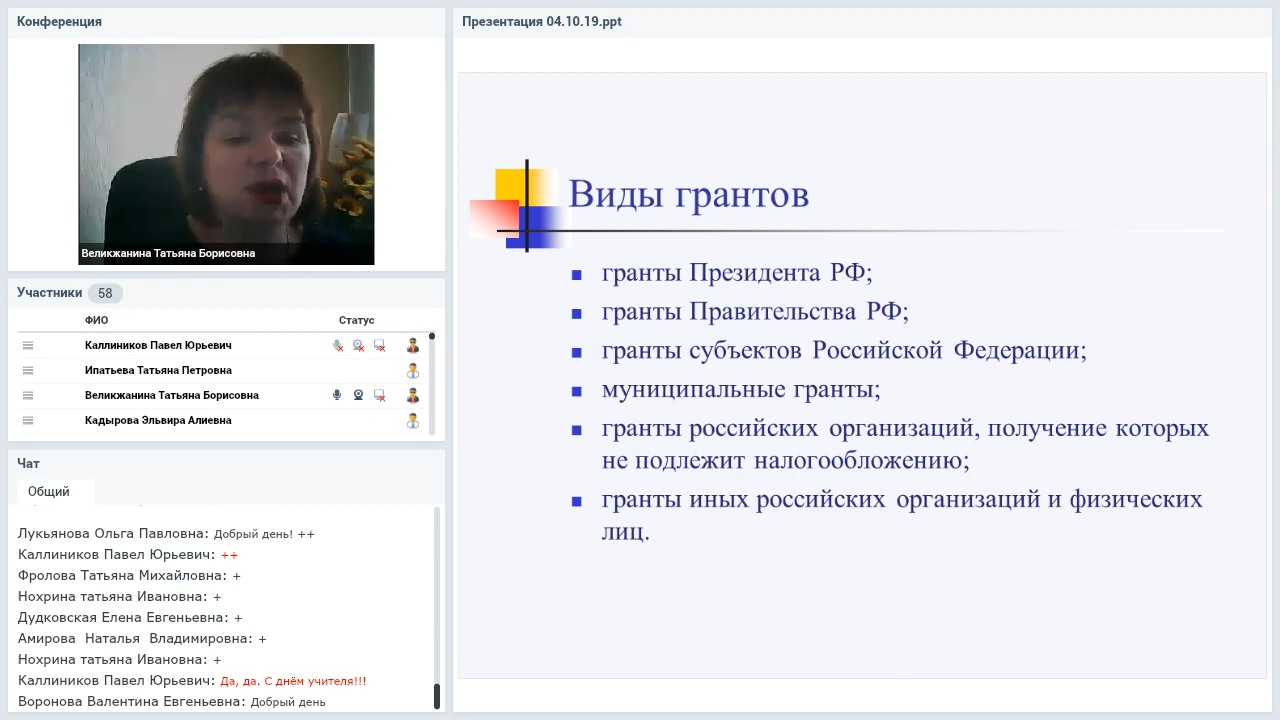 Конференция
Великжанина Татьяна Борисовна
Участники 58
ФИО Статус
Каллиников Павел Юрьевич
Ипатьева Татьяна Петровна
Великжанина Татьяна Борисовна
Кадырова Эльвира Алиевна
Чат
Общий
Лукьянова Ольга Павловна: Добрый день! ++
Каллиников Павел Юрьевич: ++
Фролова Татьяна Михайловна: +
Нохрина татьяна Ивановна: +
Дудковская Елена Евгеньевна: +
Амирова Наталья Владимировна: +
Нохрина татьяна Ивановна: +
Каллиников Павел Юрьевич: Да, да. С днём учителя!!!
Воронова Валентина Евгеньевна: Добрый день
Презентация 04.10.19.ppt
Виды грантов
гранты Президента РФ;
гранты Правительства РФ;
гранты субъектов Российской Федерации;
муниципальные гранты;
гранты российских организаций, получение которых
не подлежит налогообложению;
гранты иных российских организаций и физических
лиц.